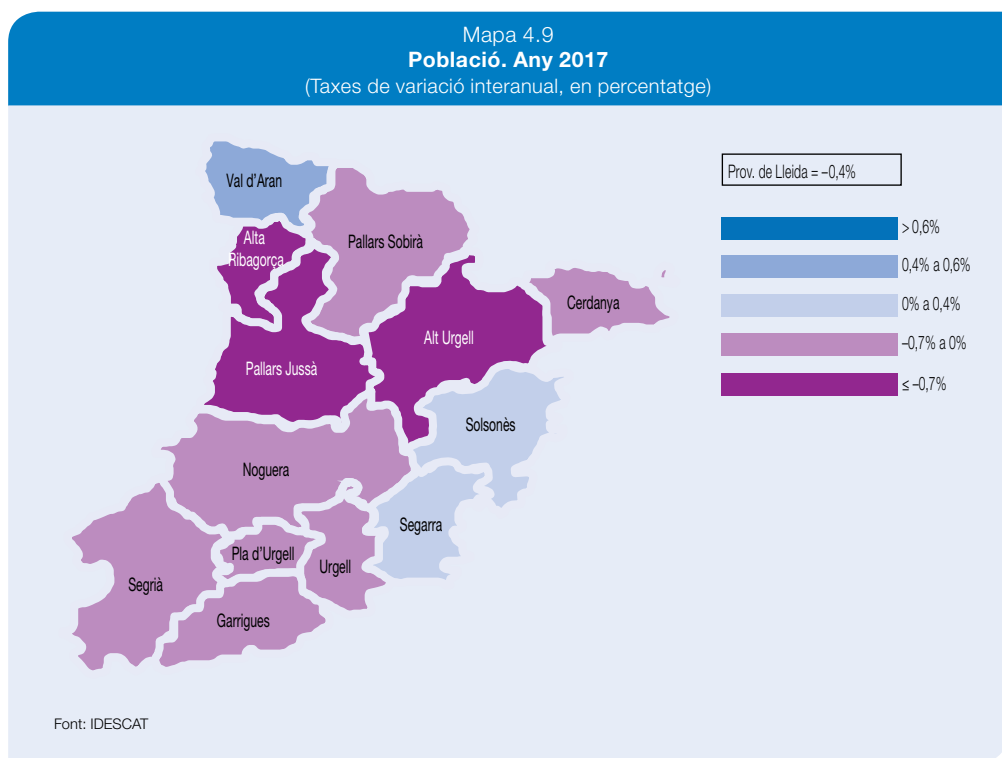 Mapa 4.9
Població. Any 2017
(Taxes de variació interanual, en percentatge)
Prov. de Lleida = –0,4%
> 0,6%
0,4% a 0,6%
0% a 0,4%
–0,7% a 0%
≤ –0,7%
Val d'Aran
Alta
Ribagorça
Pallars Sobirà
Cerdanya
Alt Urgell
Pallars Jussà
Solsonès
Noguera
Segarra
Pla d'Urgell
Urgell
Segrià
Garrigues
Font: IDESCAT